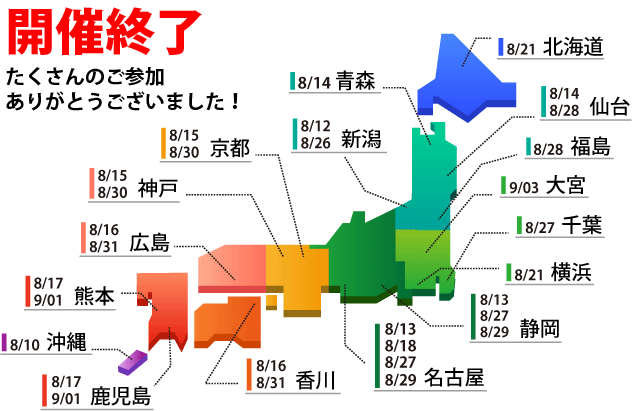 開催終了
たくさんのご参加
ありがとうございました！
8/21 北海道
8/14 青森
8/14
8/28 仙台
8/12
8/26 新潟
8/28 福島
8/15
8/30 京都
8/15
8/30 神戸
9/03 大宮
8/27 千葉
8/16
8/31 広島
8/21 横浜
8/17
9/01 熊本
8/13
8/27
8/29 静岡
8/10 沖縄
8/13
8/18
8/27
8/29 名古屋
8/16
8/31 香川
8/17
9/01 鹿児島